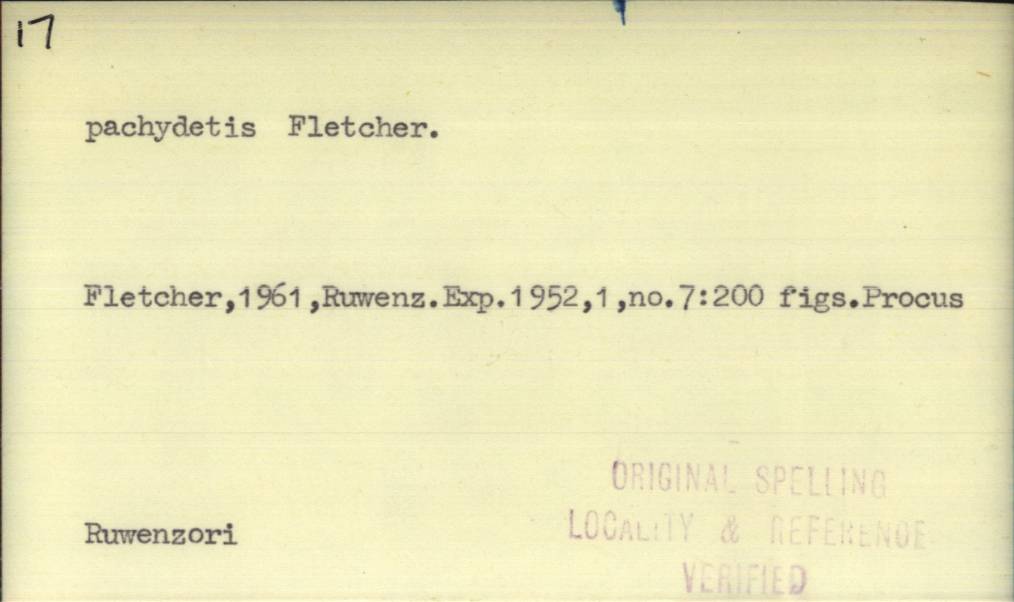 17
pachydetis Fletcher.
Fletcher,1961,Ruwenz.Exp.1952,1,no.7:200 figs.Procus
Ruwenzori
ORIGINAL SPELLING
LOCALITY & REFERENCE
VERIFIED